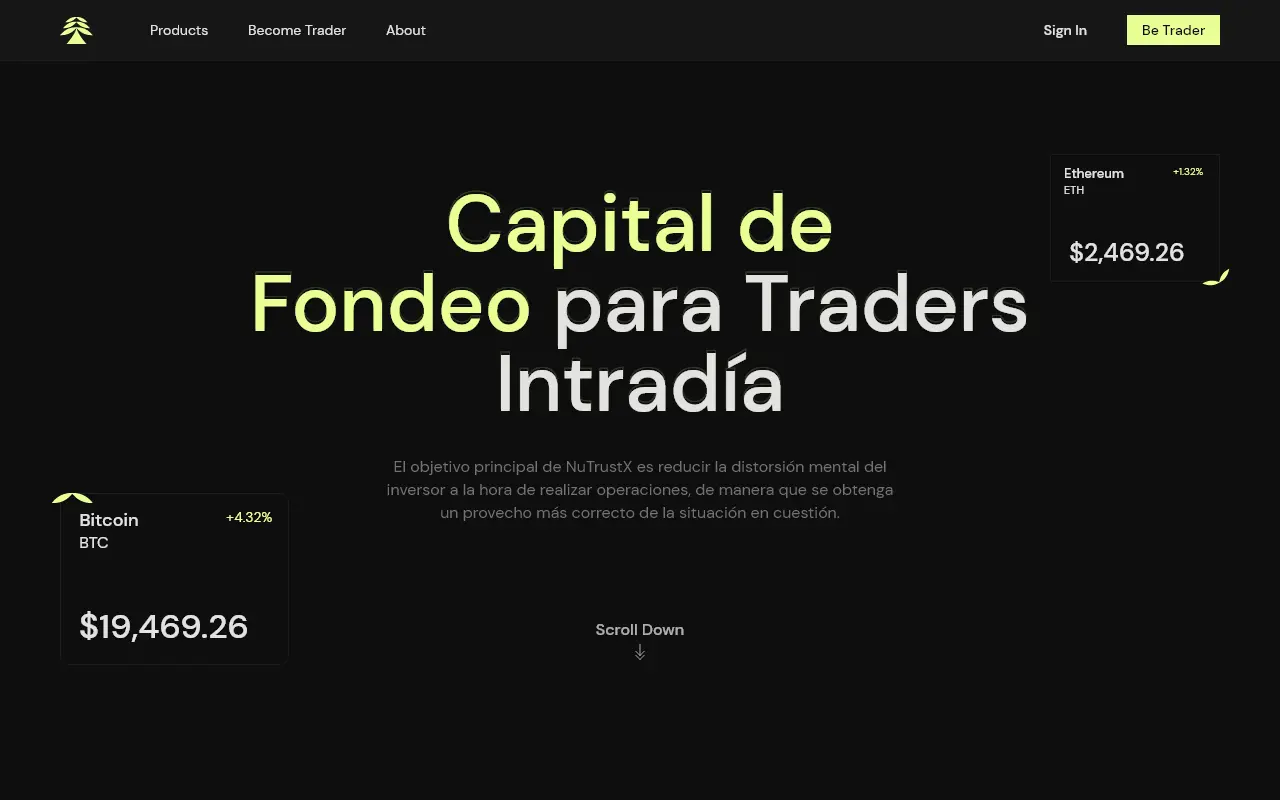 Products
Become Trader
About
Sign In
Be Trader
Ethereum
+1.32%
ETH
$2,469.26
Capital de
Fondeo para Traders
Intradía
El objetivo principal de NuTrustX es reducir la distorsión mental del
inversor a la hora de realizar operaciones, de manera que se obtenga
un provecho más correcto de la situación en cuestión.
Bitcoin
+4.32%
BTC
$19,469.26
Scroll Down